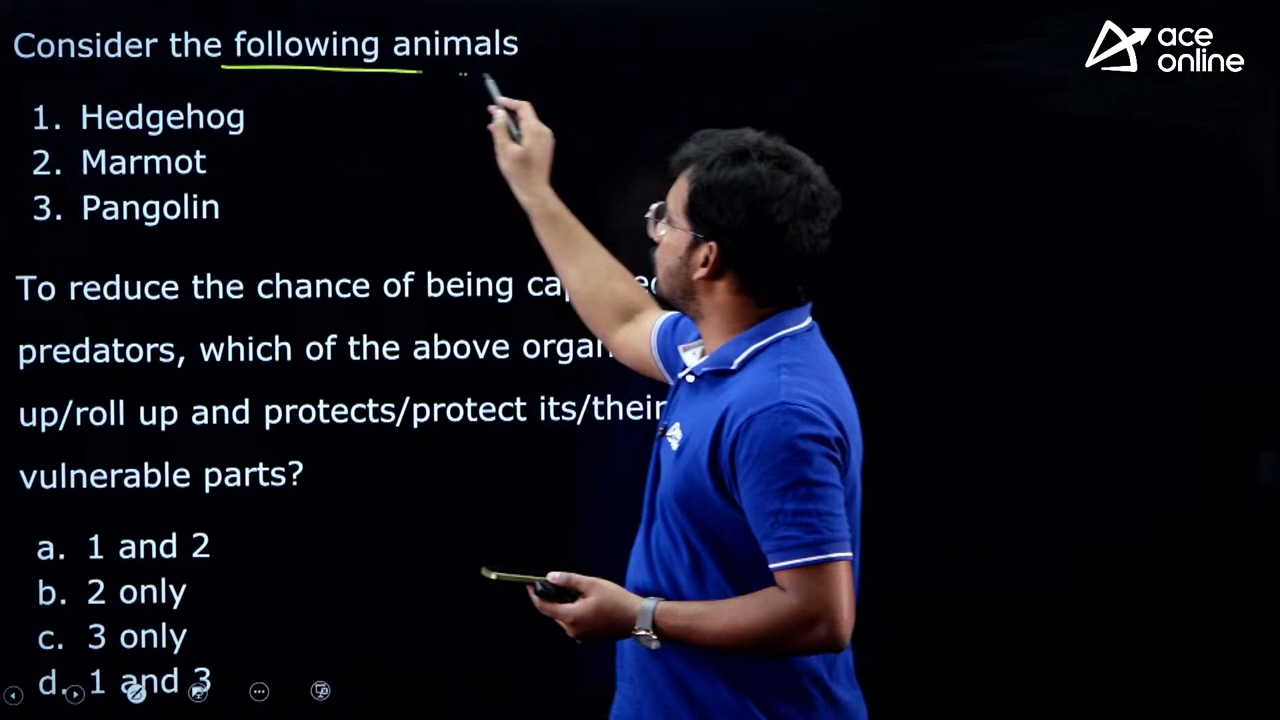 Consider the following animals
ace
online
1. Hedgehog
2. Marmot
3. Pangolin
To reduce the chance of being
predators, which of the above
up/roll up and protects/protect its/their
vulnerable parts?
a. 1 and 2
b. 2 only
c. 3 only
d. 1 and 3